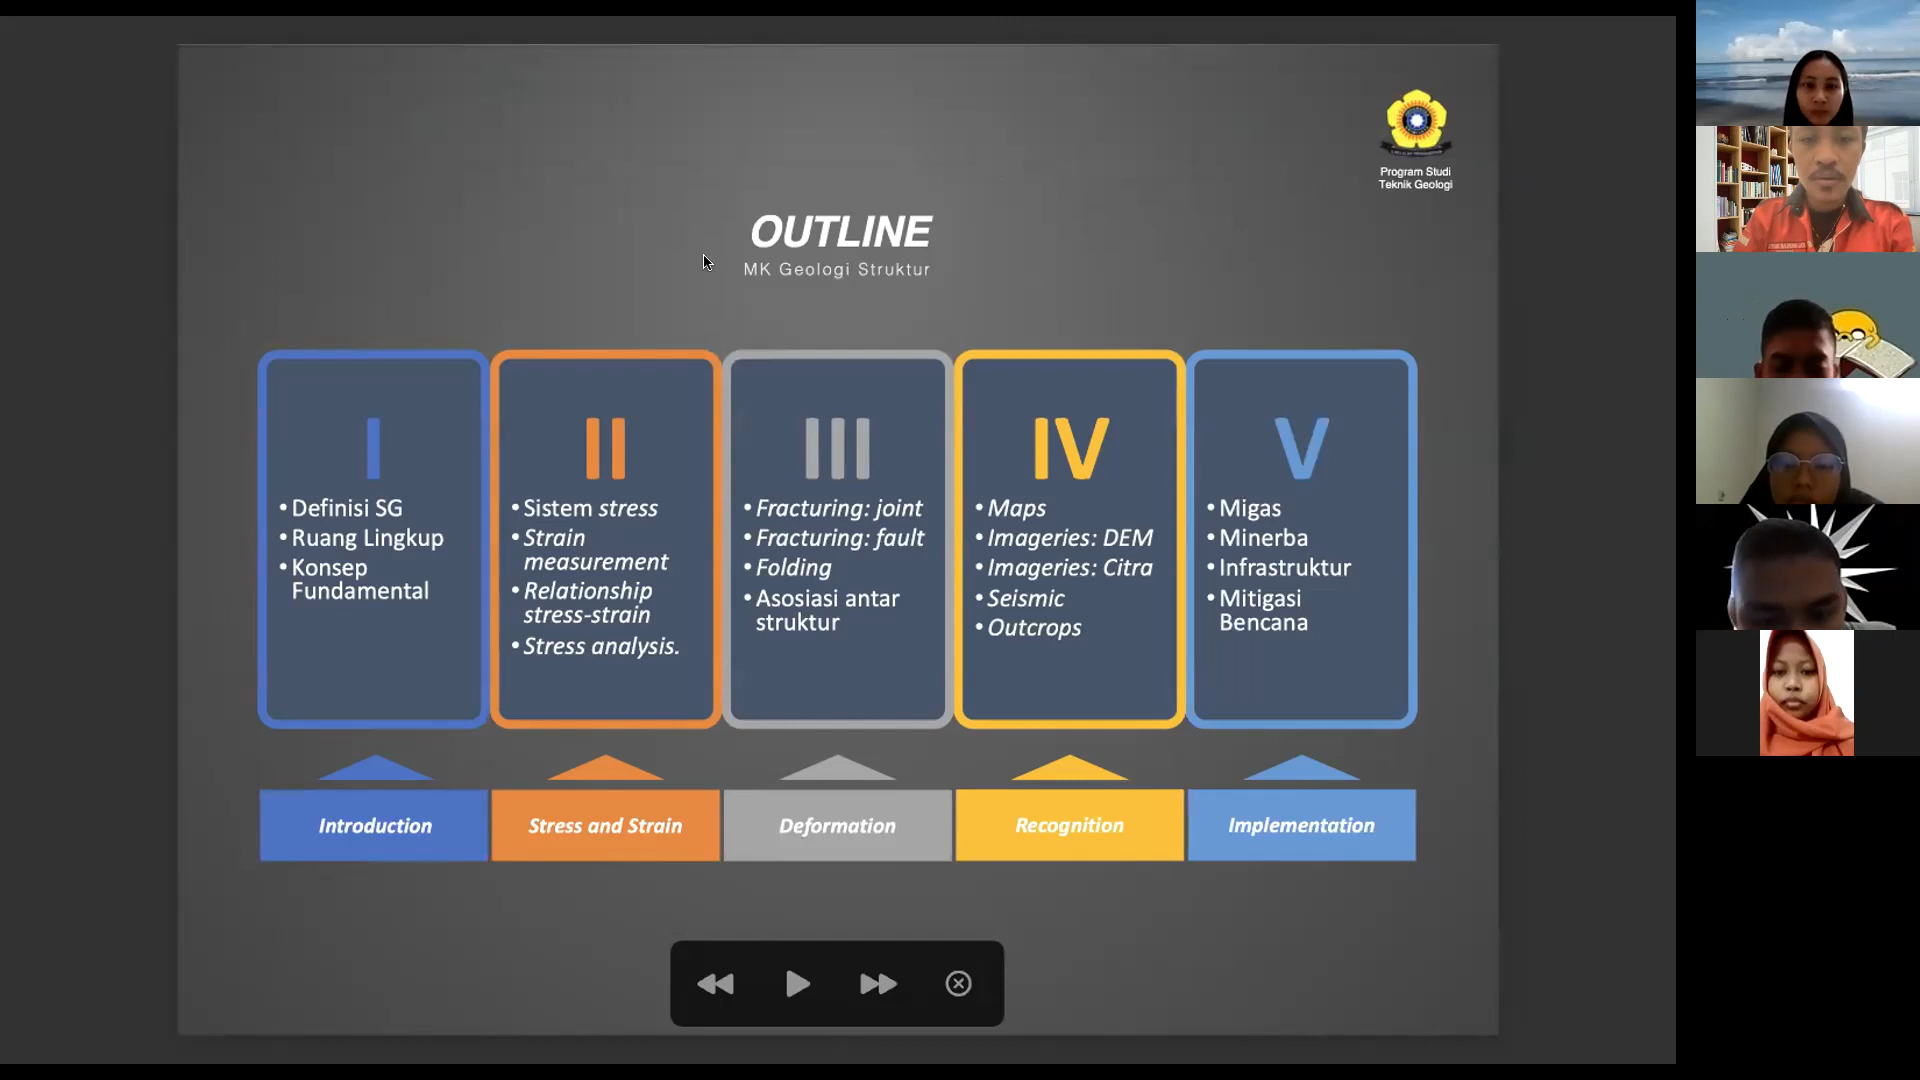 Program Studi
Teknik Geologi
OUTLINE
MK Geologi Struktur
I
• Definisi SG
• Ruang Lingkup
• Konsep
Fundamental
II
• Sistem stress
• Strain
measurement
• Relationship
stress-strain
• Stress analysis.
III
• Fracturing: joint
• Fracturing: fault
• Folding
• Asosiasi antar
struktur
IV
• Maps
• Imageries: DEM
• Imageries: Citra
• Seismic
• Outcrops
V
• Migas
• Minerba
• Infrastruktur
• Mitigasi
Bencana
Introduction
Stress and Strain
Deformation
Recognition
Implementation